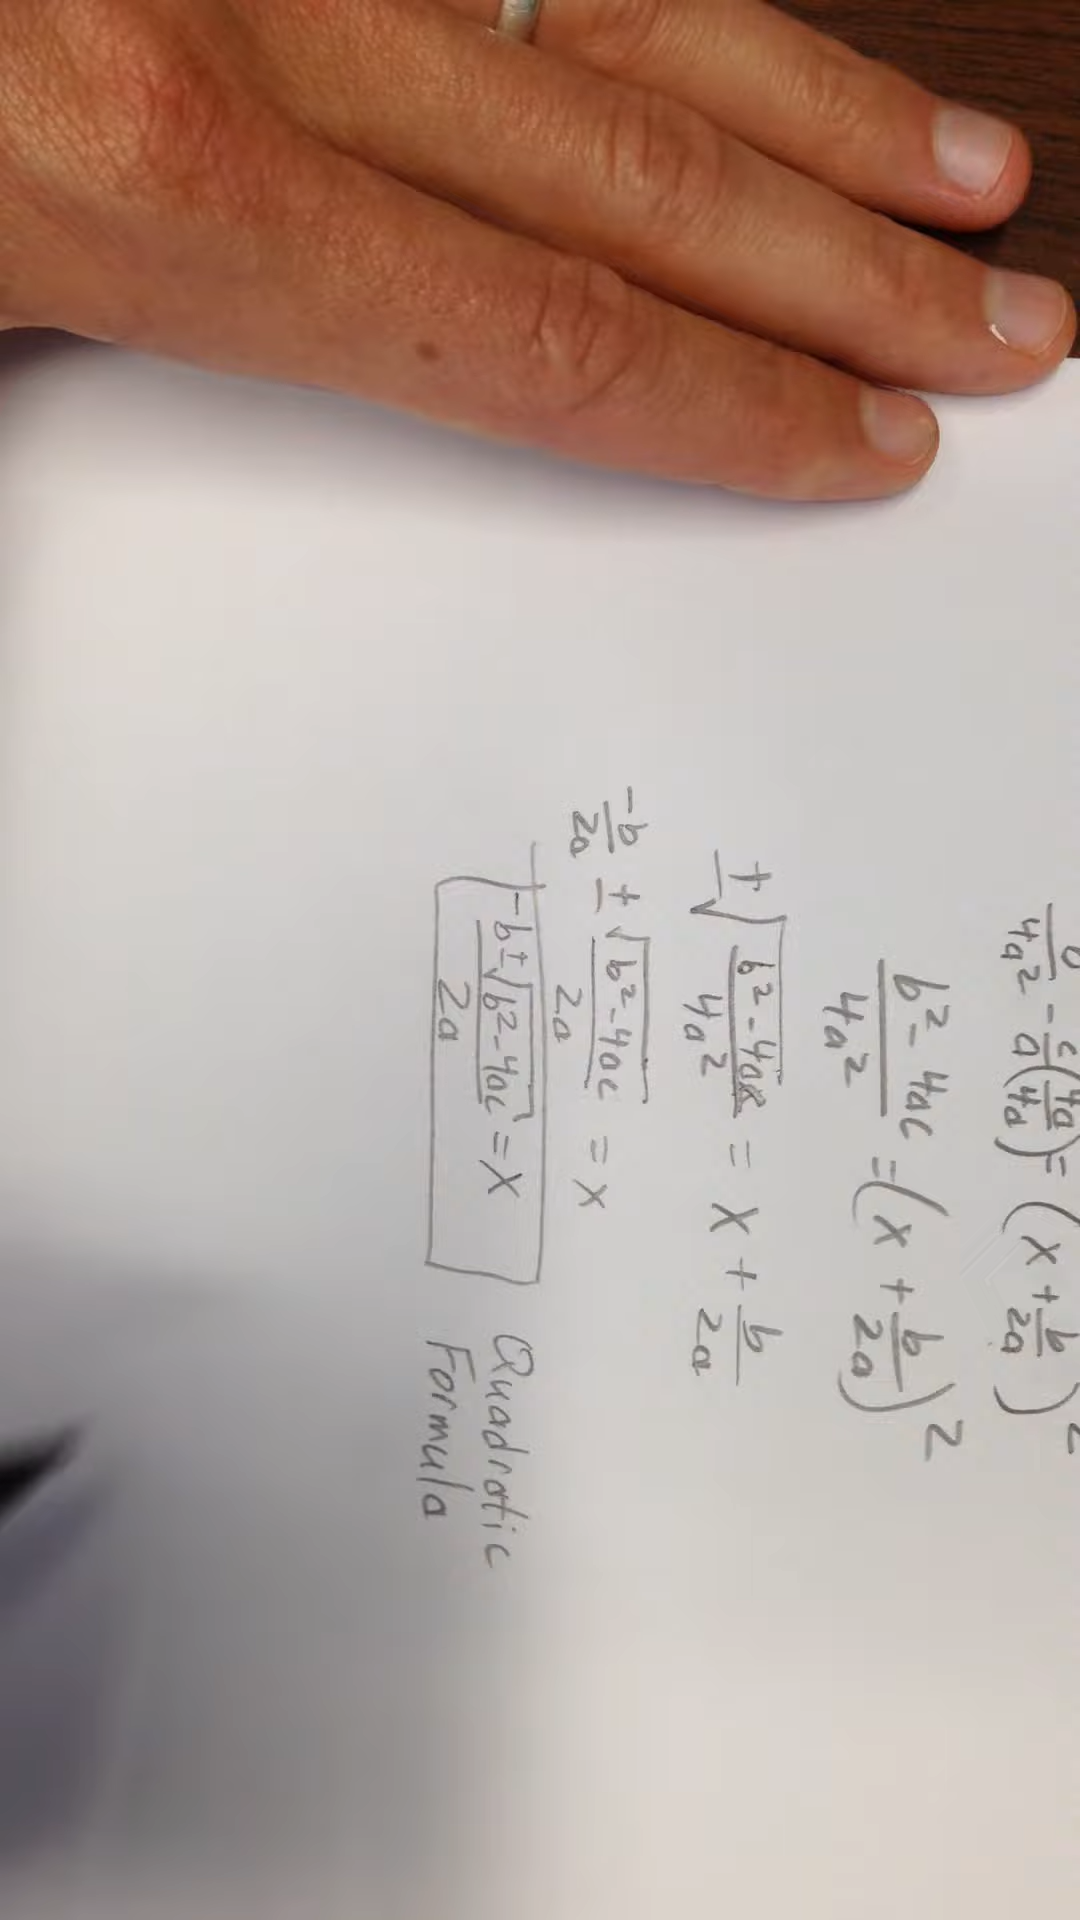 /4a² - c/a (4a/4a) = (x + b/2a)²
b² - 4ac / 4a² = (x + b/2a)²
±√(b² - 4ac / 4a²) = x + b/2a
-b/2a ± √(b² - 4ac) / 2a = x
-b ± √(b² - 4ac) / 2a = x
Quadratic
Formula